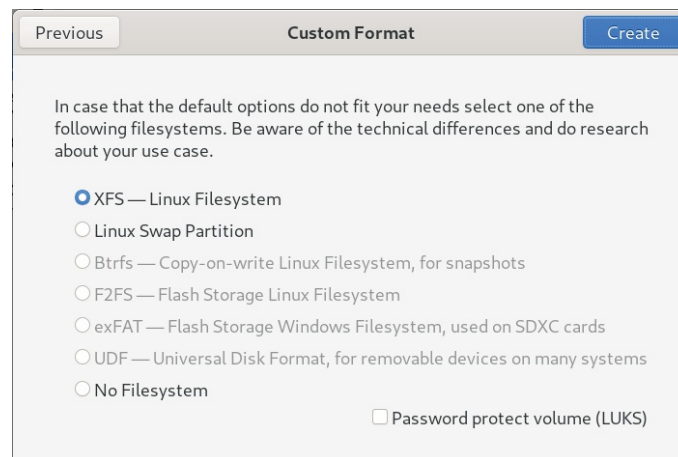 Previous
Custom Format
Create
In case that the default options do not fit your needs select one of the
following filesystems. Be aware of the technical differences and do research
about your use case.
XFS — Linux Filesystem
Linux Swap Partition
Btrfs — Copy-on-write Linux Filesystem, for snapshots
F2FS — Flash Storage Linux Filesystem
exFAT — Flash Storage Windows Filesystem, used on SDXC cards
UDF — Universal Disk Format, for removable devices on many systems
No Filesystem
Password protect volume (LUKS)